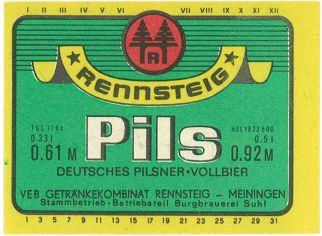 I II III IV V VI VII VIII IX X XI XII
R
RENNSTEIG
TGL 7764
HSL 1823600
0.33 l
0.5 l
Pils
0.61 M
0.92 M
DEUTSCHES PILSNER·VOLLBIER
VEB GETRÄNKEKOMBINAT RENNSTEIG – MEININGEN
Stammbetrieb-Betriebsteil Burgbrauerei Suhl
1 3 5 7 9 11 13 15 17 19 21 23 25 27 29 31